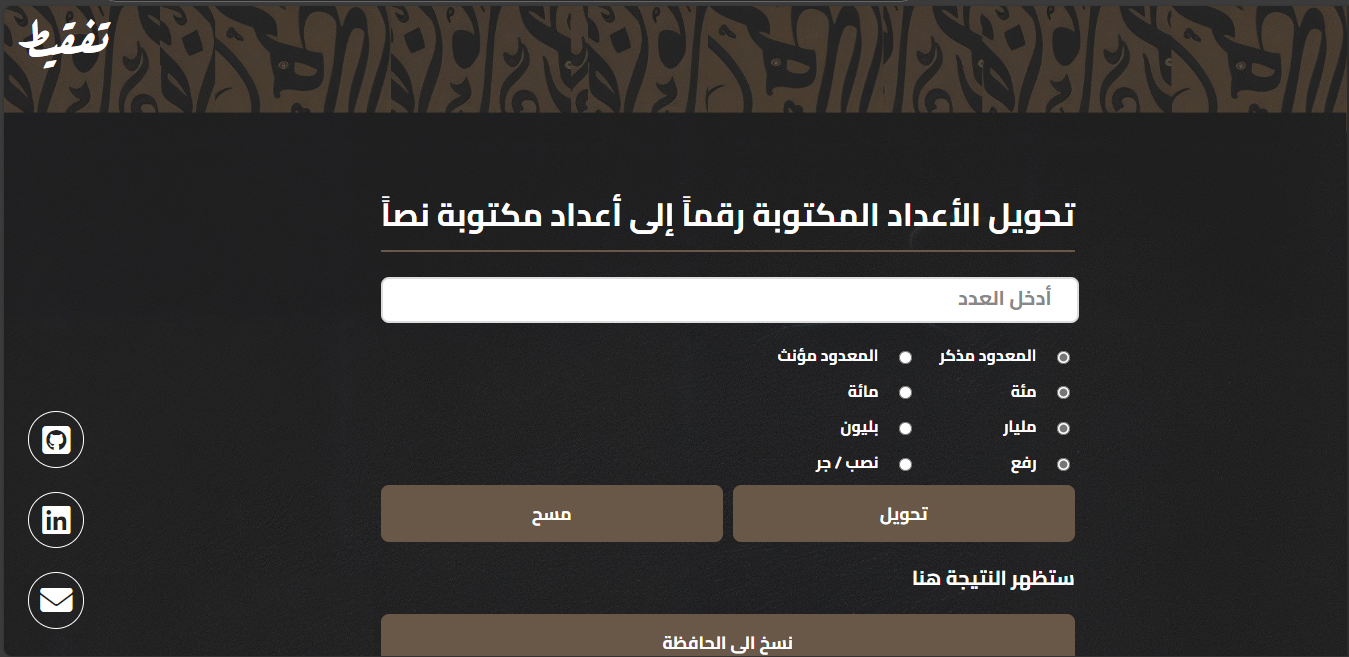 تفقيط
تحويل الأعداد المكتوبة رقماً إلى أعداد مكتوبة نصاً
أدخل العدد
المعدود مذكر المعدود مؤنث
مئة مائة
مليار بليون
رفع نصب / جر
تحويل مسح
ستظهر النتيجة هنا
نسخ الى الحافظة
in